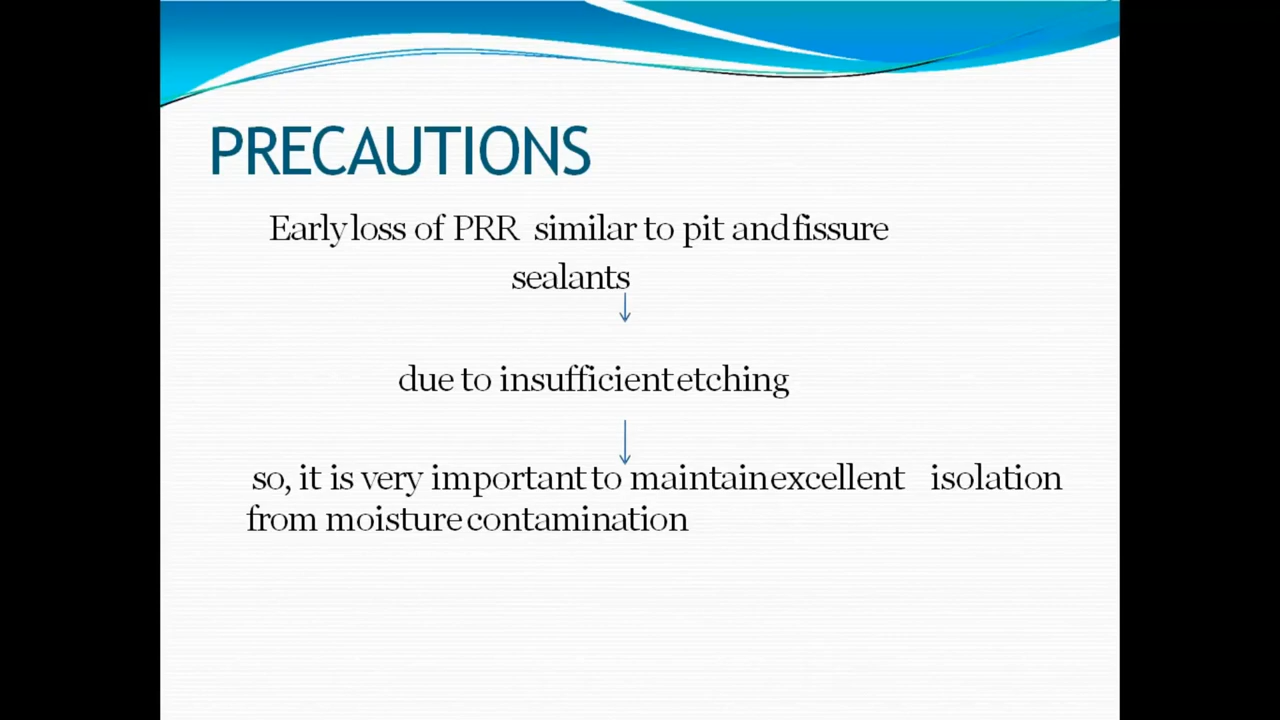 PRECAUTIONS
Early loss of PRR similar to pit and fissure
sealants
due to insufficient etching
so, it is very important to maintain excellent isolation
from moisture contamination